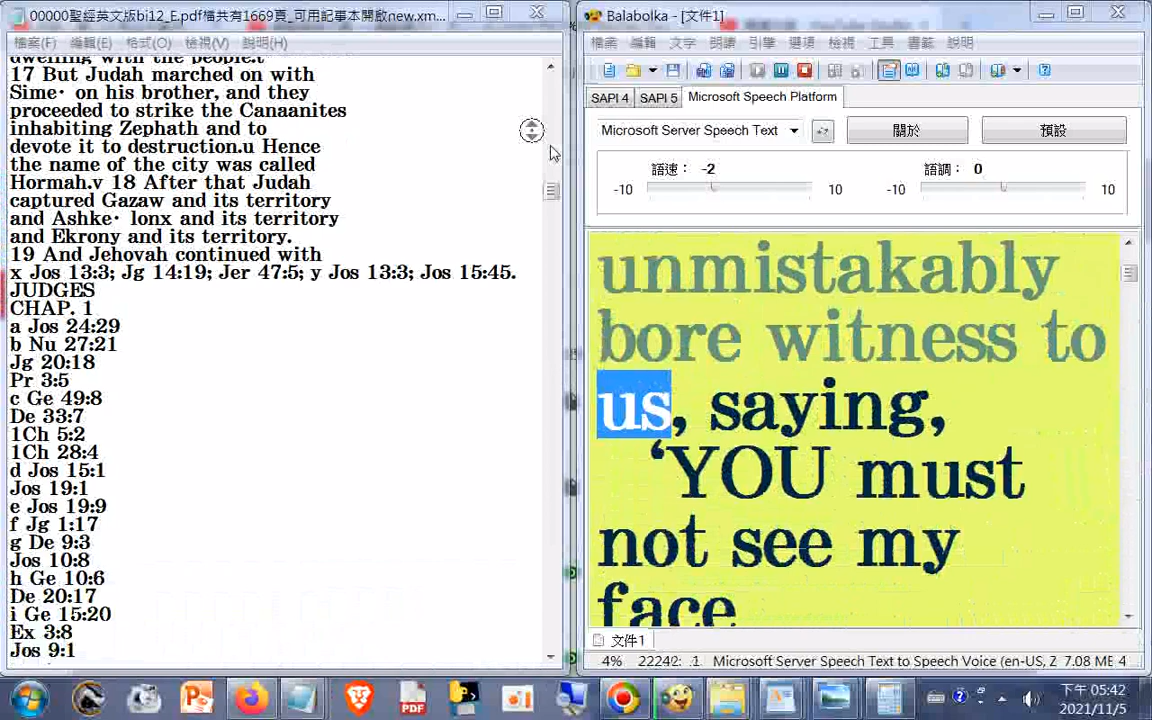 00000聖經英文版bi12_E.pdf檔共有1669頁_可用記事本開啟new.xm...
檔案(F) 編輯(E) 格式(O) 檢視(V) 說明(H)
dwelling with the people.t
17 But Judah marched on with
Sime· on his brother, and they
proceeded to strike the Canaanites
inhabiting Zephath and to
devote it to destruction.u Hence
the name of the city was called
Hormah.v 18 After that Judah
captured Gazaw and its territory
and Ashke· lonx and its territory
and Ekrony and its territory.
19 And Jehovah continued with
x Jos 13:3; Jg 14:19; Jer 47:5; y Jos 13:3; Jos 15:45.
JUDGES
CHAP. 1
a Jos 24:29
b Nu 27:21
Jg 20:18
Pr 3:5
c Ge 49:8
De 33:7
1Ch 5:2
1Ch 28:4
d Jos 15:1
Jos 19:1
e Jos 19:9
f Jg 1:17
g De 9:3
Jos 10:8
h Ge 10:6
De 20:17
i Ge 15:20
Ex 3:8
Jos 9:1
Balabolka - [文件1]
檔案 編輯 文字 朗讀 引擎 選項 檢視 工具 書籤 說明
SAPI 4 SAPI 5 Microsoft Speech Platform
Microsoft Server Speech Text 關於 預設
語速： -2 語調： 0
-10 10 -10 10
unmistakably
bore witness to
us, saying,
‘YOU must
not see my
face
文件1
4% 22242: .1 Microsoft Server Speech Text to Speech Voice (en-US, Z 7.08 ME 4
PDF
下午 05:42
2021/11/5